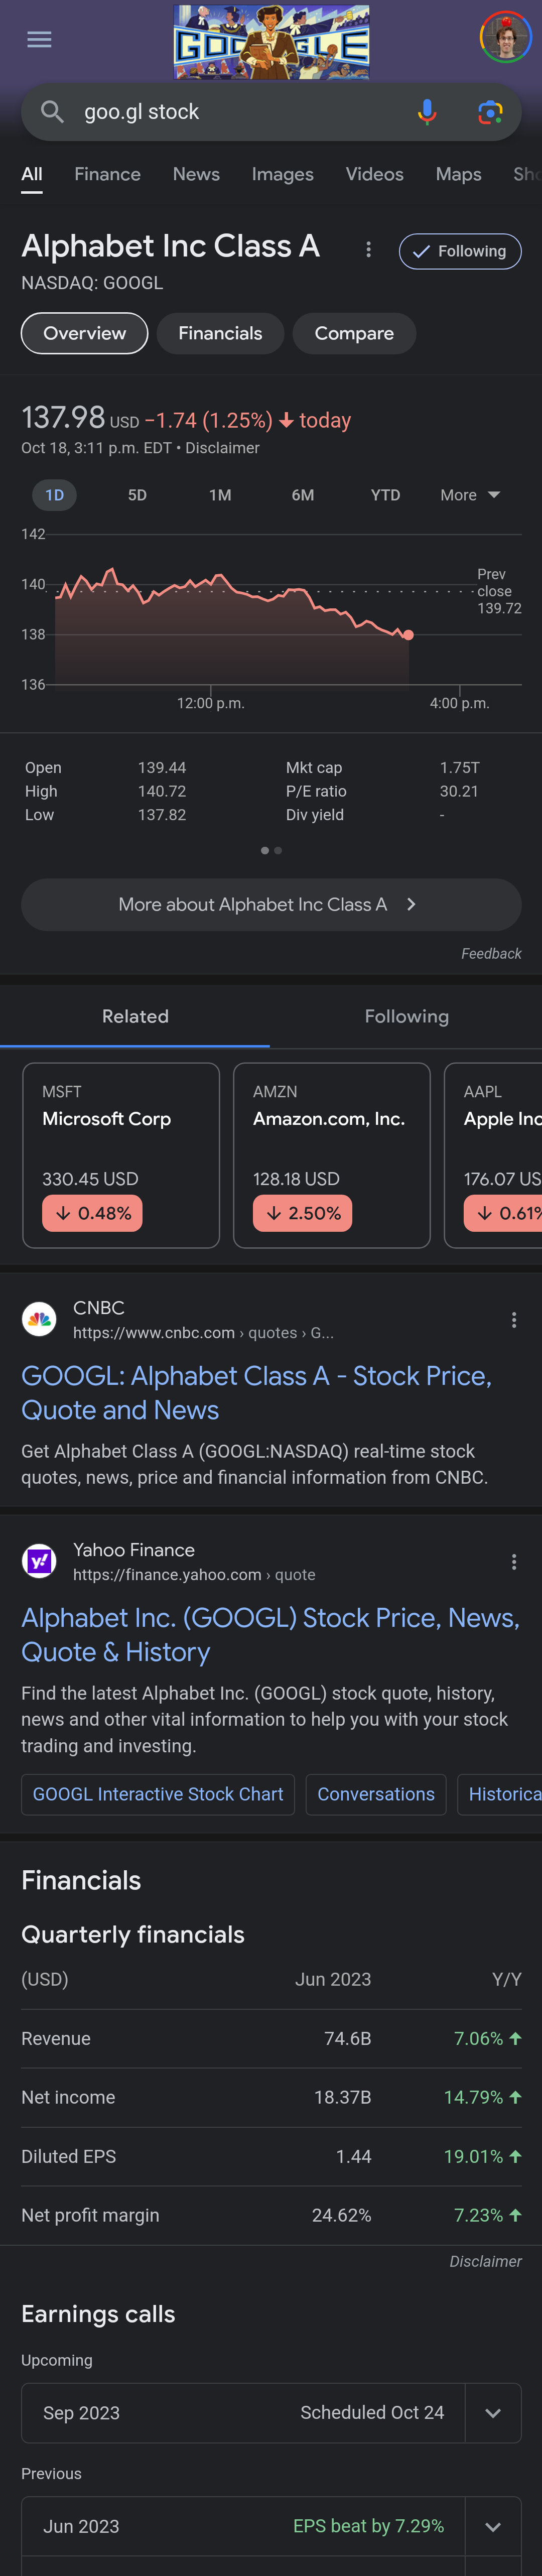 GOOGLE
goo.gl stock
All Finance News Images Videos Maps Sho
Alphabet Inc Class A
Following
NASDAQ: GOOGL
Overview Financials Compare
137.98 USD −1.74 (1.25%) today
Oct 18, 3:11 p.m. EDT • Disclaimer
1D 5D 1M 6M YTD More
142
140
138
136
Prev
close
139.72
12:00 p.m. 4:00 p.m.
Open 139.44 Mkt cap 1.75T
High 140.72 P/E ratio 30.21
Low 137.82 Div yield -
More about Alphabet Inc Class A
Feedback
Related Following
MSFT
Microsoft Corp
330.45 USD
0.48%
AMZN
Amazon.com, Inc.
128.18 USD
2.50%
AAPL
Apple Inc
176.07 US
0.61%
CNBC
https://www.cnbc.com › quotes › G...
GOOGL: Alphabet Class A - Stock Price,
Quote and News
Get Alphabet Class A (GOOGL:NASDAQ) real-time stock
quotes, news, price and financial information from CNBC.
y!
Yahoo Finance
https://finance.yahoo.com › quote
Alphabet Inc. (GOOGL) Stock Price, News,
Quote & History
Find the latest Alphabet Inc. (GOOGL) stock quote, history,
news and other vital information to help you with your stock
trading and investing.
GOOGL Interactive Stock Chart Conversations Historica
Financials
Quarterly financials
(USD) Jun 2023 Y/Y
Revenue 74.6B 7.06%
Net income 18.37B 14.79%
Diluted EPS 1.44 19.01%
Net profit margin 24.62% 7.23%
Disclaimer
Earnings calls
Upcoming
Sep 2023 Scheduled Oct 24
Previous
Jun 2023 EPS beat by 7.29%